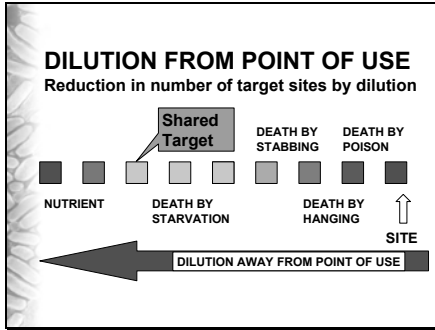 DILUTION FROM POINT OF USE
Reduction in number of target sites by dilution
Shared
Target
DEATH BY
STABBING
DEATH BY
POISON
NUTRIENT
DEATH BY
STARVATION
DEATH BY
HANGING
SITE
DILUTION AWAY FROM POINT OF USE